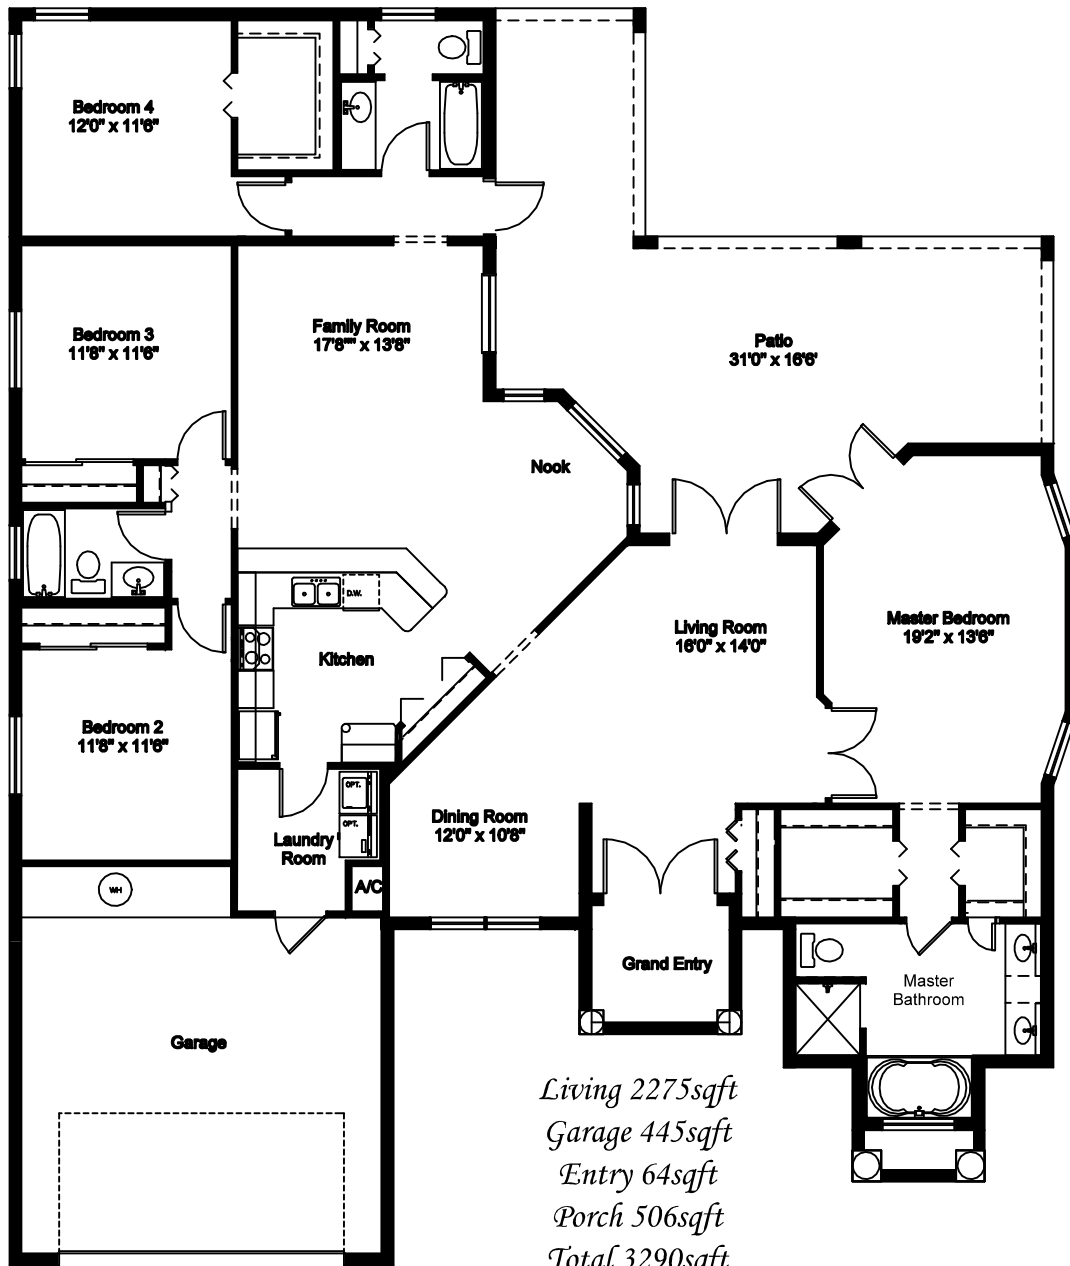 Bedroom 4
12'0" x 11'6"
Bedroom 3
11'8" x 11'6"
Family Room
17'8"" x 13'8"
Patio
31'0" x 16'6'
Nook
D.W.
Kitchen
Living Room
16'0" x 14'0"
Master Bedroom
19'2" x 13'6"
Bedroom 2
11'8" x 11'6"
OPT.
OPT.
Laundry
Room
Dining Room
12'0" x 10'8"
A/C
WH
Grand Entry
Master
Bathroom
Garage
Living 2275sqft
Garage 445sqft
Entry 64sqft
Porch 506sqft
Total 3290sqft